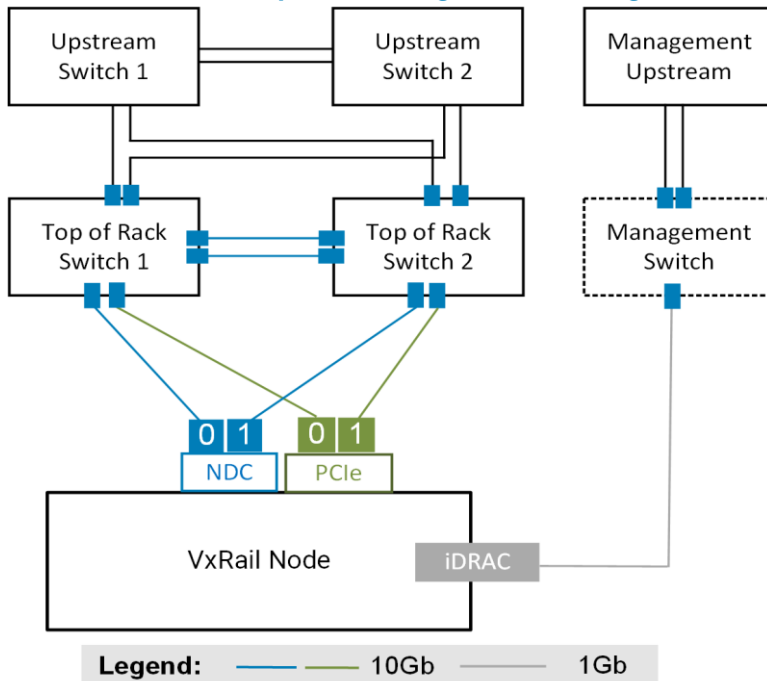 Upstream
Switch 1
Upstream
Switch 2
Management
Upstream
Top of Rack
Switch 1
Top of Rack
Switch 2
Management
Switch
0 1
0 1
NDC
PCIe
VxRail Node
iDRAC
Legend: 10Gb 1Gb